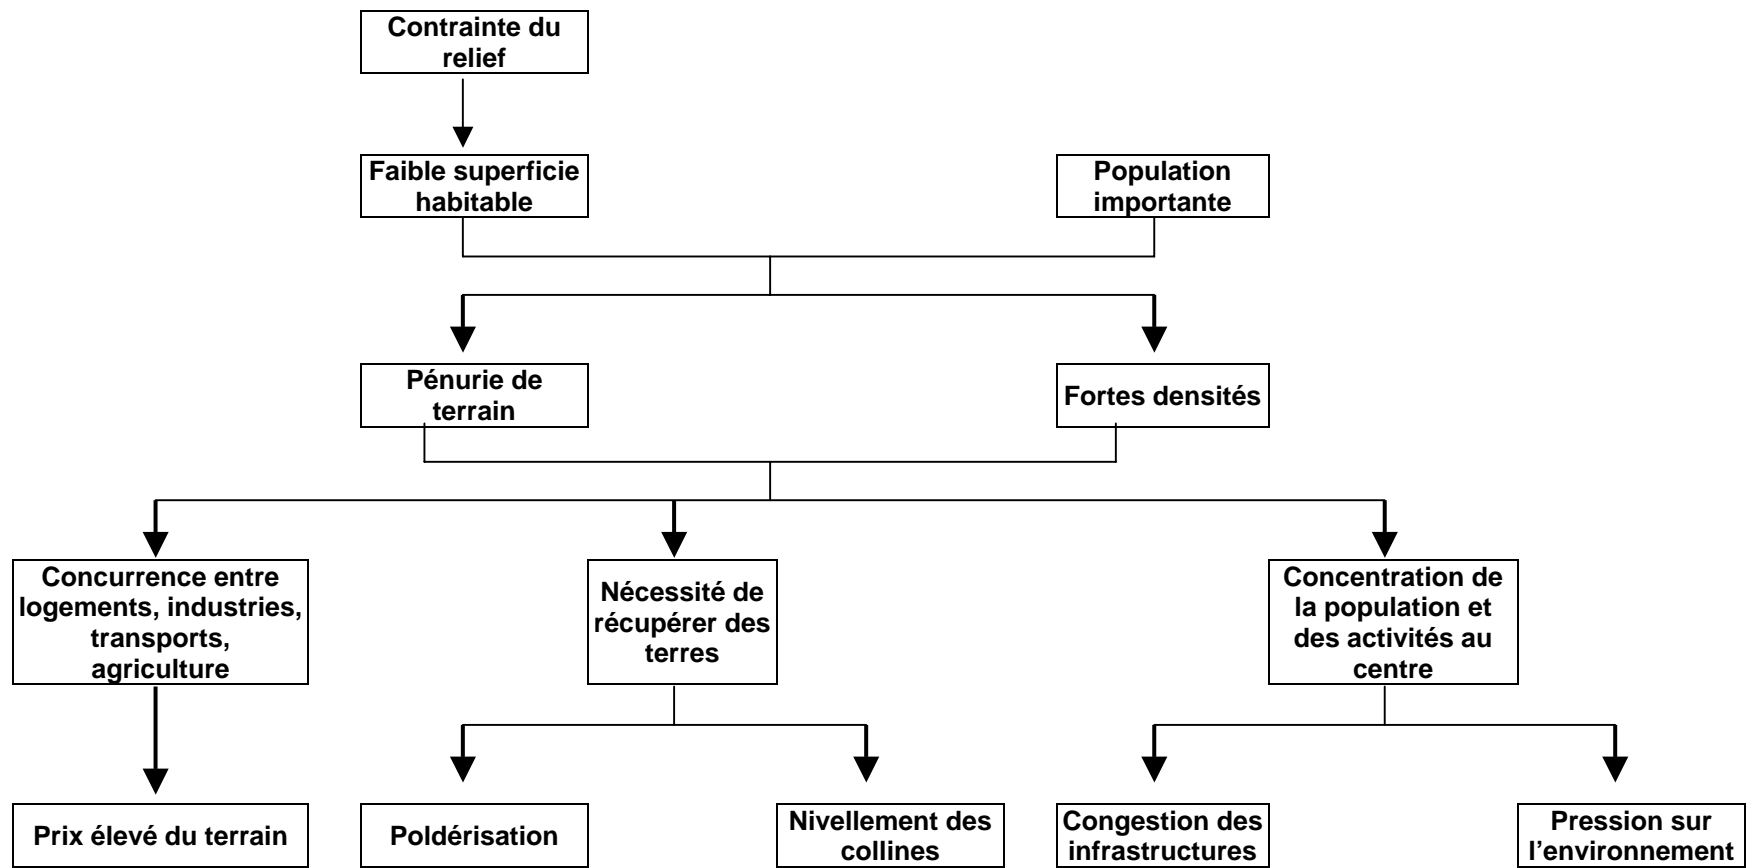 Contrainte du
relief
Faible superficie
habitable
Population
importante
Pénurie de
terrain
Fortes densités
Concurrence entre
logements, industries,
transports,
agriculture
Nécessité de
récupérer des
terres
Concentration de
la population et
des activités au
centre
Prix élevé du terrain
Poldérisation
Nivellement des
collines
Congestion des
infrastructures
Pression sur
l’environnement